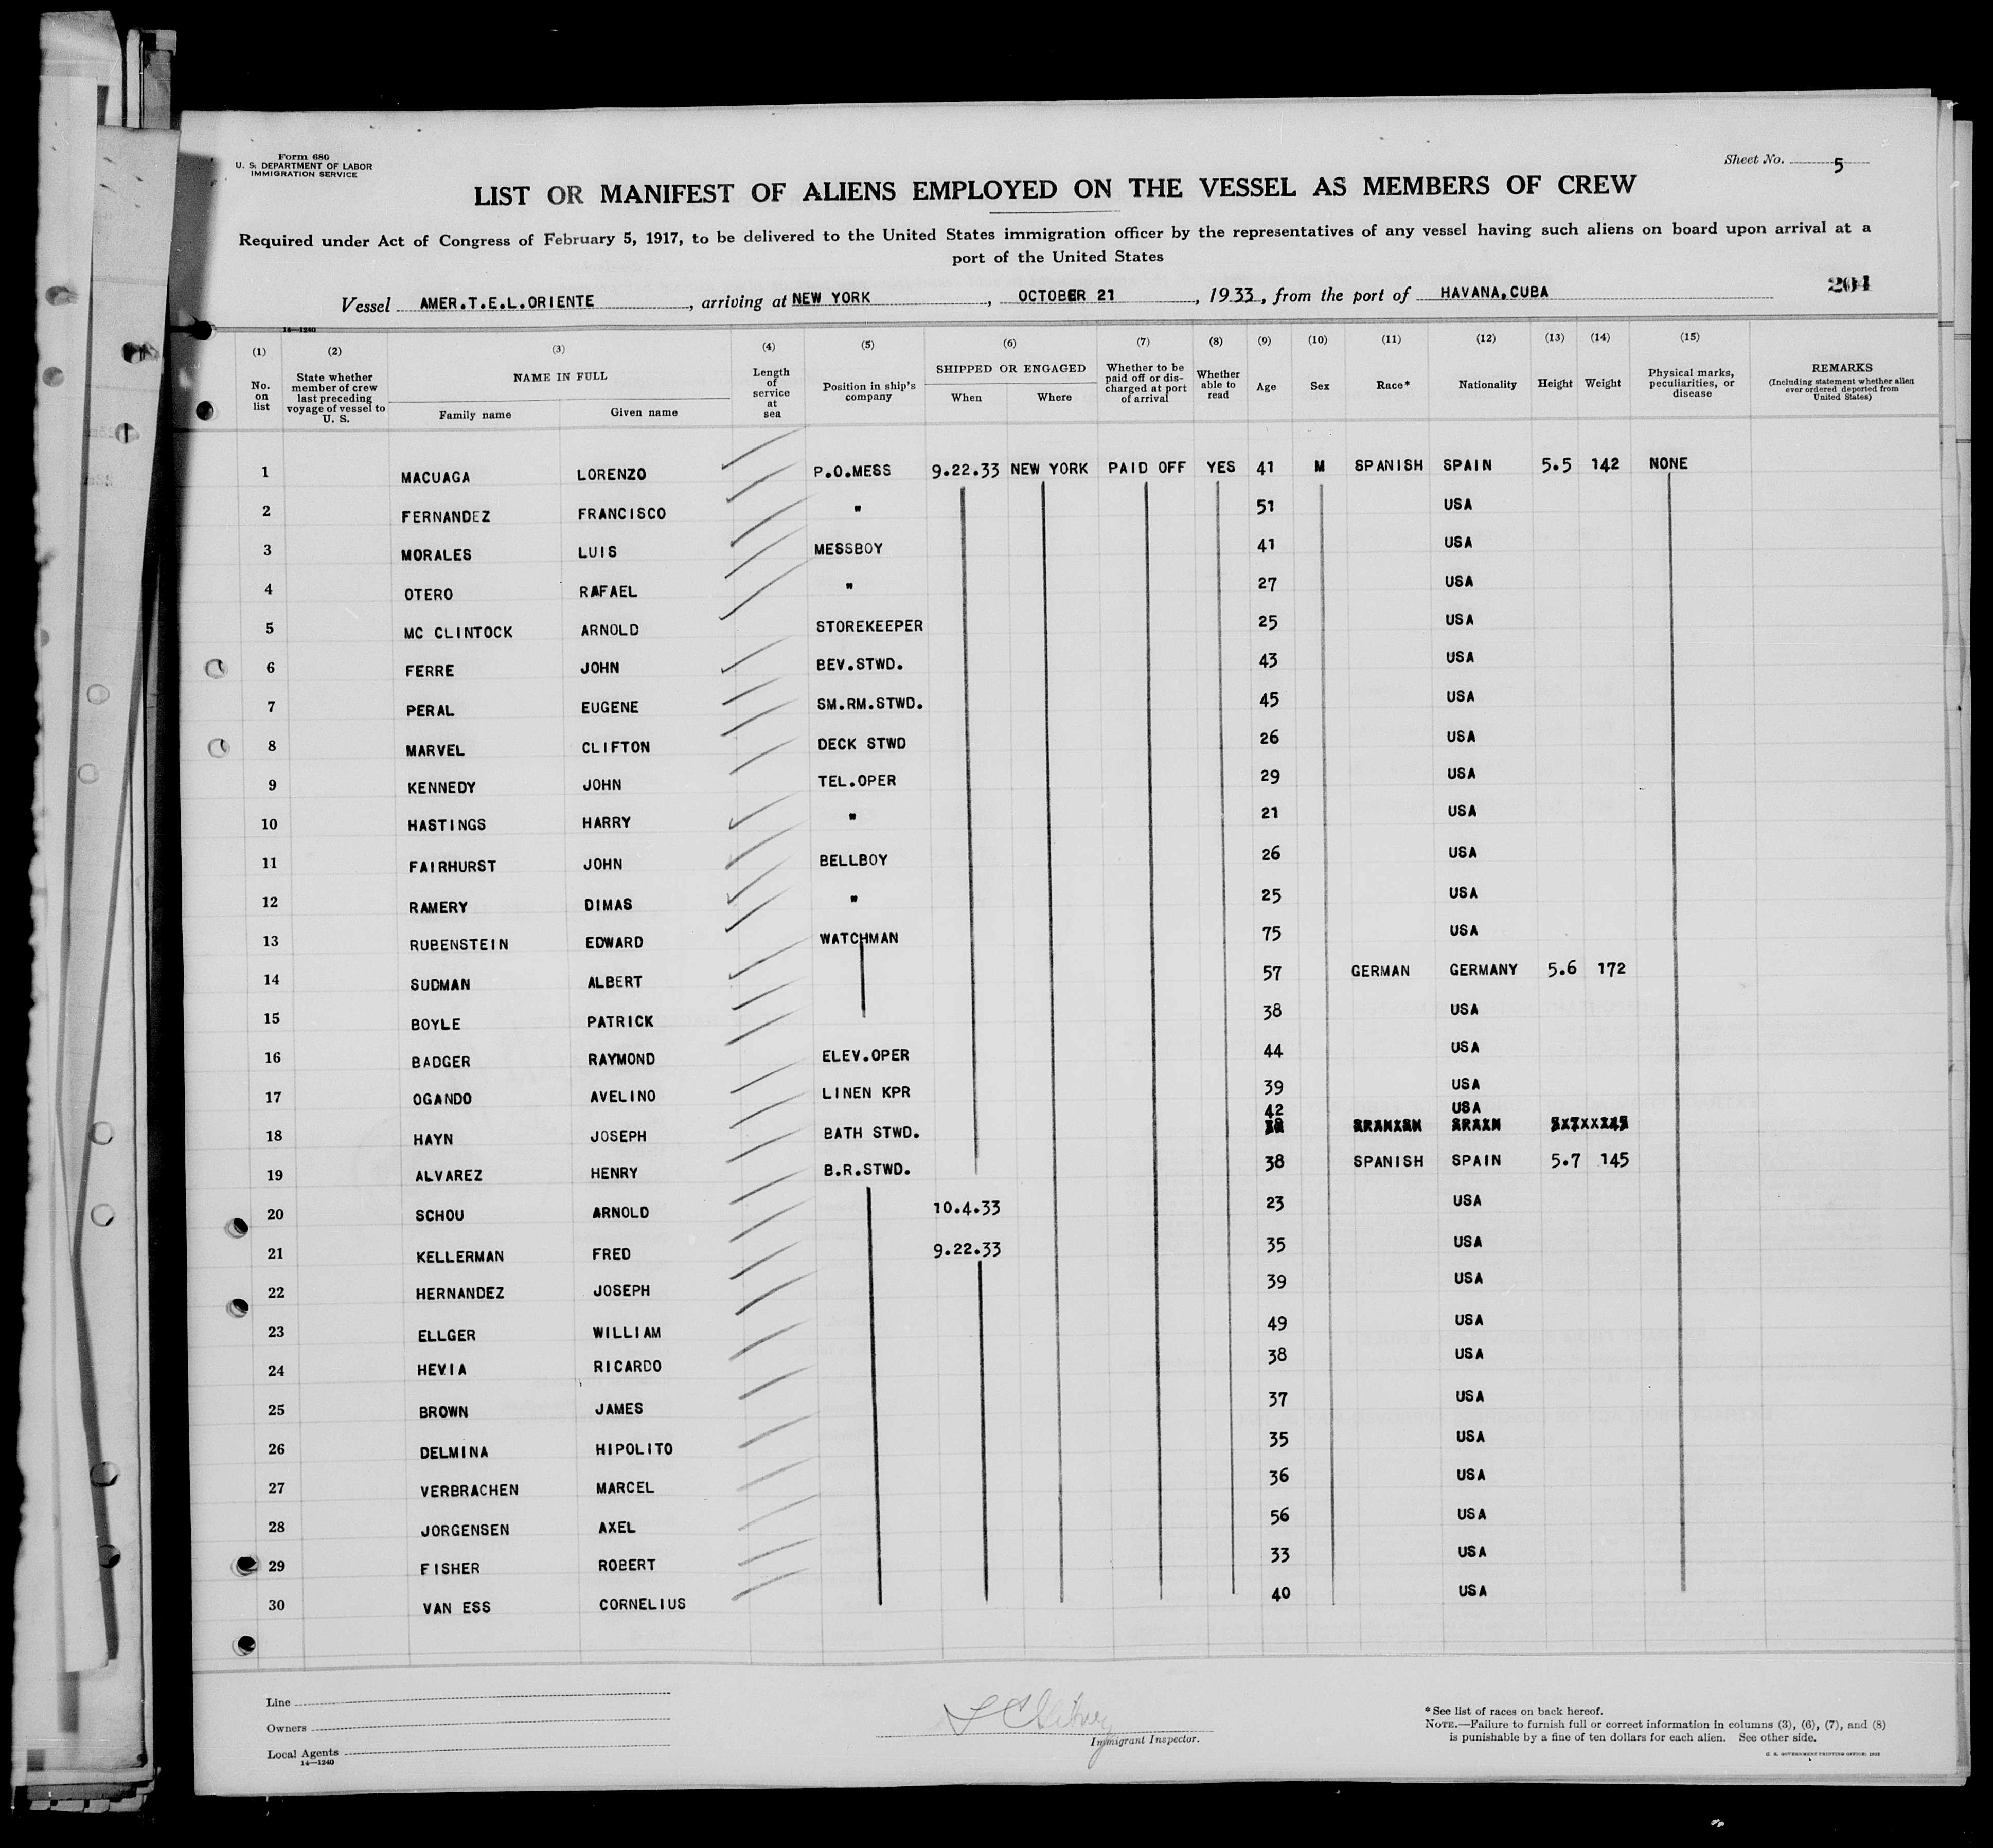 Form 680
U. S. DEPARTMENT OF LABOR
IMMIGRATION SERVICE
Sheet No. 5
LIST OR MANIFEST OF ALIENS EMPLOYED ON THE VESSEL AS MEMBERS OF CREW
Required under Act of Congress of February 5, 1917, to be delivered to the United States immigration officer by the representatives of any vessel having such aliens on board upon arrival at a
port of the United States
204
Vessel AMER.T.E.L.ORIENTE, arriving at NEW YORK, OCTOBER 21, 1933, from the port of HAVANA,CUBA
14—1240
(1) No. on list
(2) State whether member of crew last preceding voyage of vessel to U. S.
(3) NAME IN FULL
Family name Given name
(4) Length of service at sea
(5) Position in ship's company
(6) SHIPPED OR ENGAGED
When Where
(7) Whether to be paid off or discharged at port of arrival
(8) Whether able to read
(9) Age
(10) Sex
(11) Race*
(12) Nationality
(13) Height
(14) Weight
(15) Physical marks, peculiarities, or disease
REMARKS
(Including statement whether alien ever ordered deported from United States)
1 MACUAGA LORENZO P.O.MESS 9.22.33 NEW YORK PAID OFF YES 41 M SPANISH SPAIN 5.5 142 NONE
2 FERNANDEZ FRANCISCO " 51 USA
3 MORALES LUIS MESSBOY 41 USA
4 OTERO RAFAEL " 27 USA
5 MC CLINTOCK ARNOLD STOREKEEPER 25 USA
6 FERRE JOHN BEV.STWD. 43 USA
7 PERAL EUGENE SM.RM.STWD. 45 USA
8 MARVEL CLIFTON DECK STWD 26 USA
9 KENNEDY JOHN TEL.OPER 29 USA
10 HASTINGS HARRY " 21 USA
11 FAIRHURST JOHN BELLBOY 26 USA
12 RAMERY DIMAS " 25 USA
13 RUBENSTEIN EDWARD WATCHMAN 75 USA
14 SUDMAN ALBERT 57 GERMAN GERMANY 5.6 172
15 BOYLE PATRICK 38 USA
16 BADGER RAYMOND ELEV.OPER 44 USA
17 OGANDO AVELINO LINEN KPR 39 USA
18 HAYN JOSEPH BATH STWD. 42 USA
19 ALVAREZ HENRY B.R.STWD. 38 SPANISH SPAIN 5.7 145
20 SCHOU ARNOLD 10.4.33 23 USA
21 KELLERMAN FRED 9.22.33 35 USA
22 HERNANDEZ JOSEPH 39 USA
23 ELLGER WILLIAM 49 USA
24 HEVIA RICARDO 38 USA
25 BROWN JAMES 37 USA
26 DELMINA HIPOLITO 35 USA
27 VERBRACHEN MARCEL 36 USA
28 JORGENSEN AXEL 56 USA
29 FISHER ROBERT 33 USA
30 VAN ESS CORNELIUS 40 USA
Line
Owners
Local Agents
14—1240
Immigrant Inspector.
*See list of races on back hereof.
NOTE.—Failure to furnish full or correct information in columns (3), (6), (7), and (8)
is punishable by a fine of ten dollars for each alien. See other side.